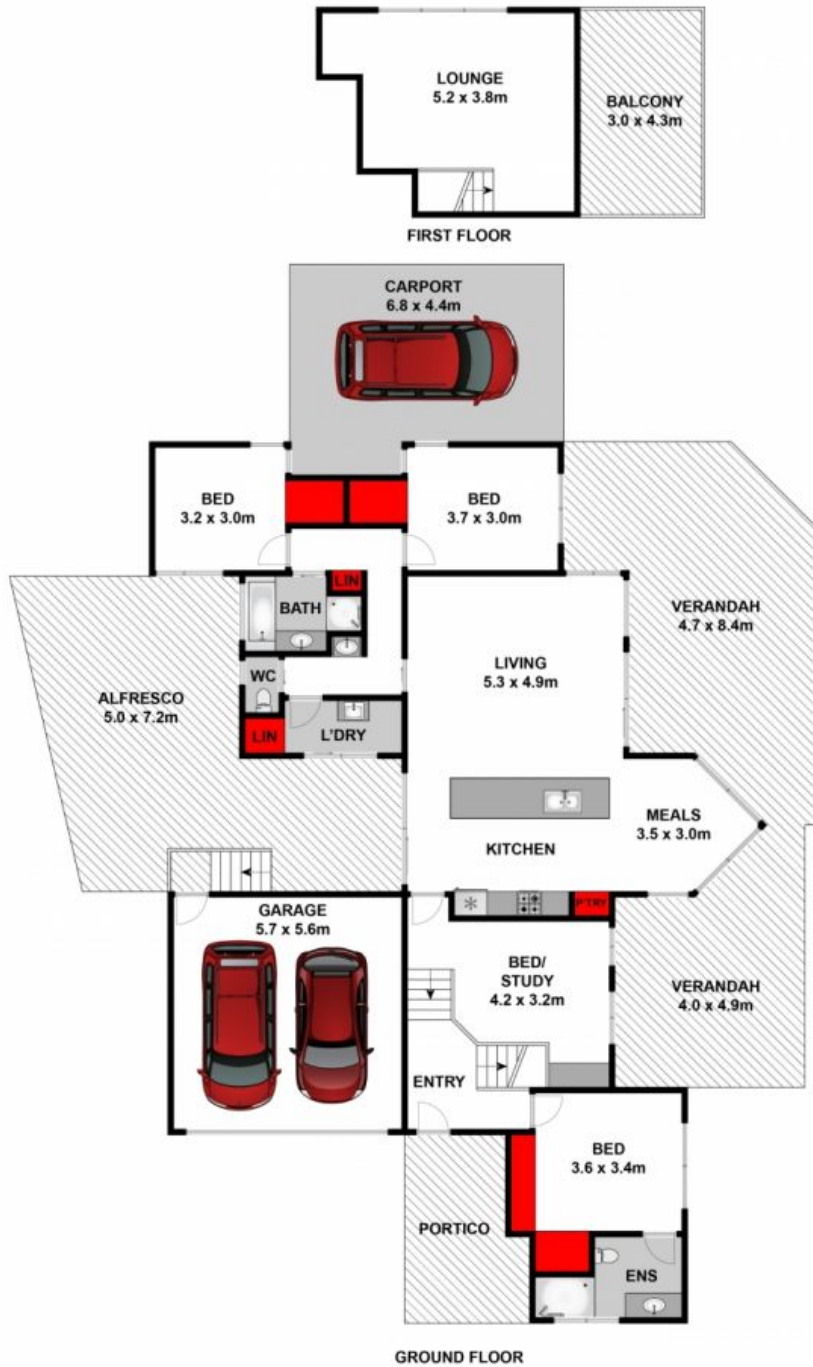 LOUNGE
5.2 x 3.8m
BALCONY
3.0 x 4.3m
FIRST FLOOR
CARPORT
6.8 x 4.4m
BED
3.2 x 3.0m
BED
3.7 x 3.0m
LIN
BATH
VERANDAH
4.7 x 8.4m
LIVING
5.3 x 4.9m
WC
ALFRESCO
5.0 x 7.2m
LIN
L'DRY
MEALS
3.5 x 3.0m
KITCHEN
P'TRY
GARAGE
5.7 x 5.6m
BED/
STUDY
4.2 x 3.2m
VERANDAH
4.0 x 4.9m
ENTRY
BED
3.6 x 3.4m
PORTICO
ENS
GROUND FLOOR